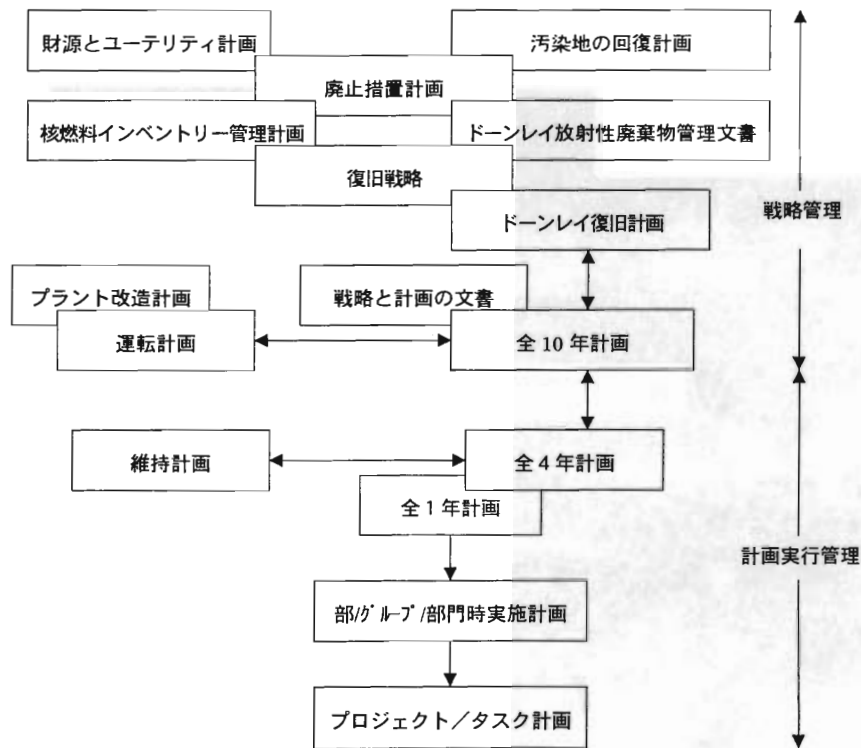 財源とユーテリティ計画
汚染地の回復計画
廃止措置計画
核燃料インベントリー管理計画
ドーンレイ放射性廃棄物管理文書
復旧戦略
ドーンレイ復旧計画
戦略管理
プラント改造計画
戦略と計画の文書
運転計画
全10年計画
維持計画
全4年計画
全1年計画
計画実行管理
部/グループ/部門時実施計画
プロジェクト／タスク計画